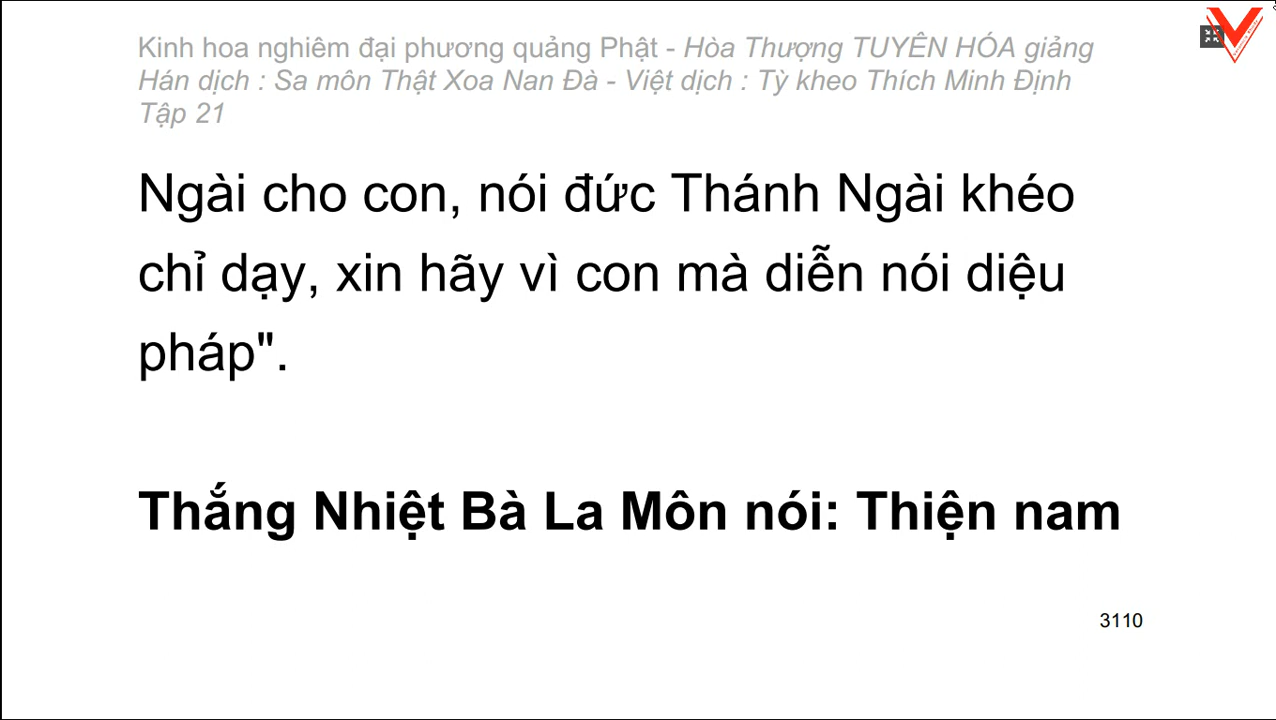 Kinh hoa nghiêm đại phương quảng Phật - Hòa Thượng TUYÊN HÓA giảng
Hán dịch : Sa môn Thật Xoa Nan Đà - Việt dịch : Tỳ kheo Thích Minh Định
Tập 21
Ngài cho con, nói đức Thánh Ngài khéo
chỉ dạy, xin hãy vì con mà diễn nói diệu
pháp".
Thắng Nhiệt Bà La Môn nói: Thiện nam
3110